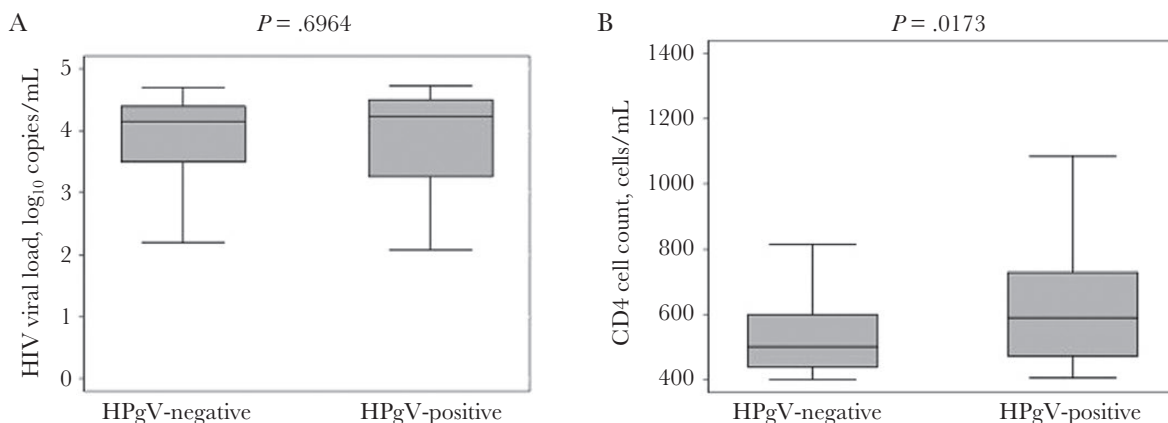 A
P = .6964
HIV viral load, log₁₀ copies/mL
5
4
3
2
1
0
HPgV-negative HPgV-positive
B
P = .0173
CD4 cell count, cells/mL
1400
1200
1000
800
600
400
HPgV-negative HPgV-positive